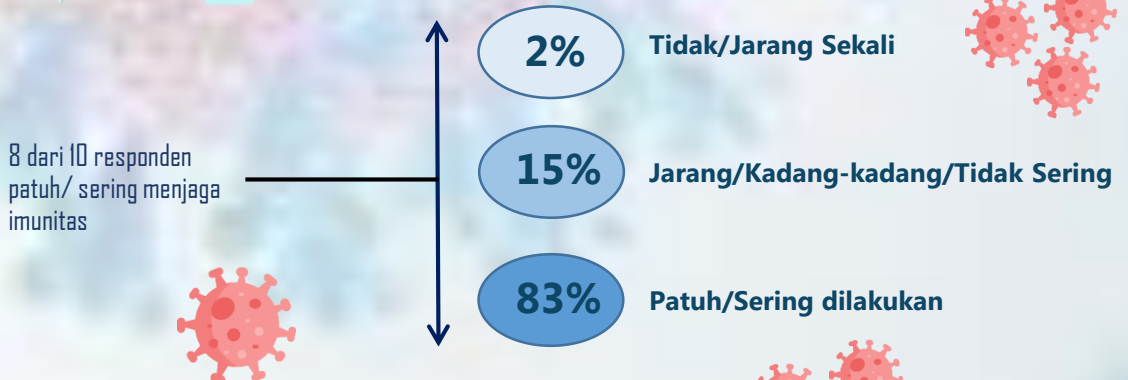 8 dari 10 responden
patuh/ sering menjaga
imunitas
2%
Tidak/Jarang Sekali
15%
Jarang/Kadang-kadang/Tidak Sering
83%
Patuh/Sering dilakukan